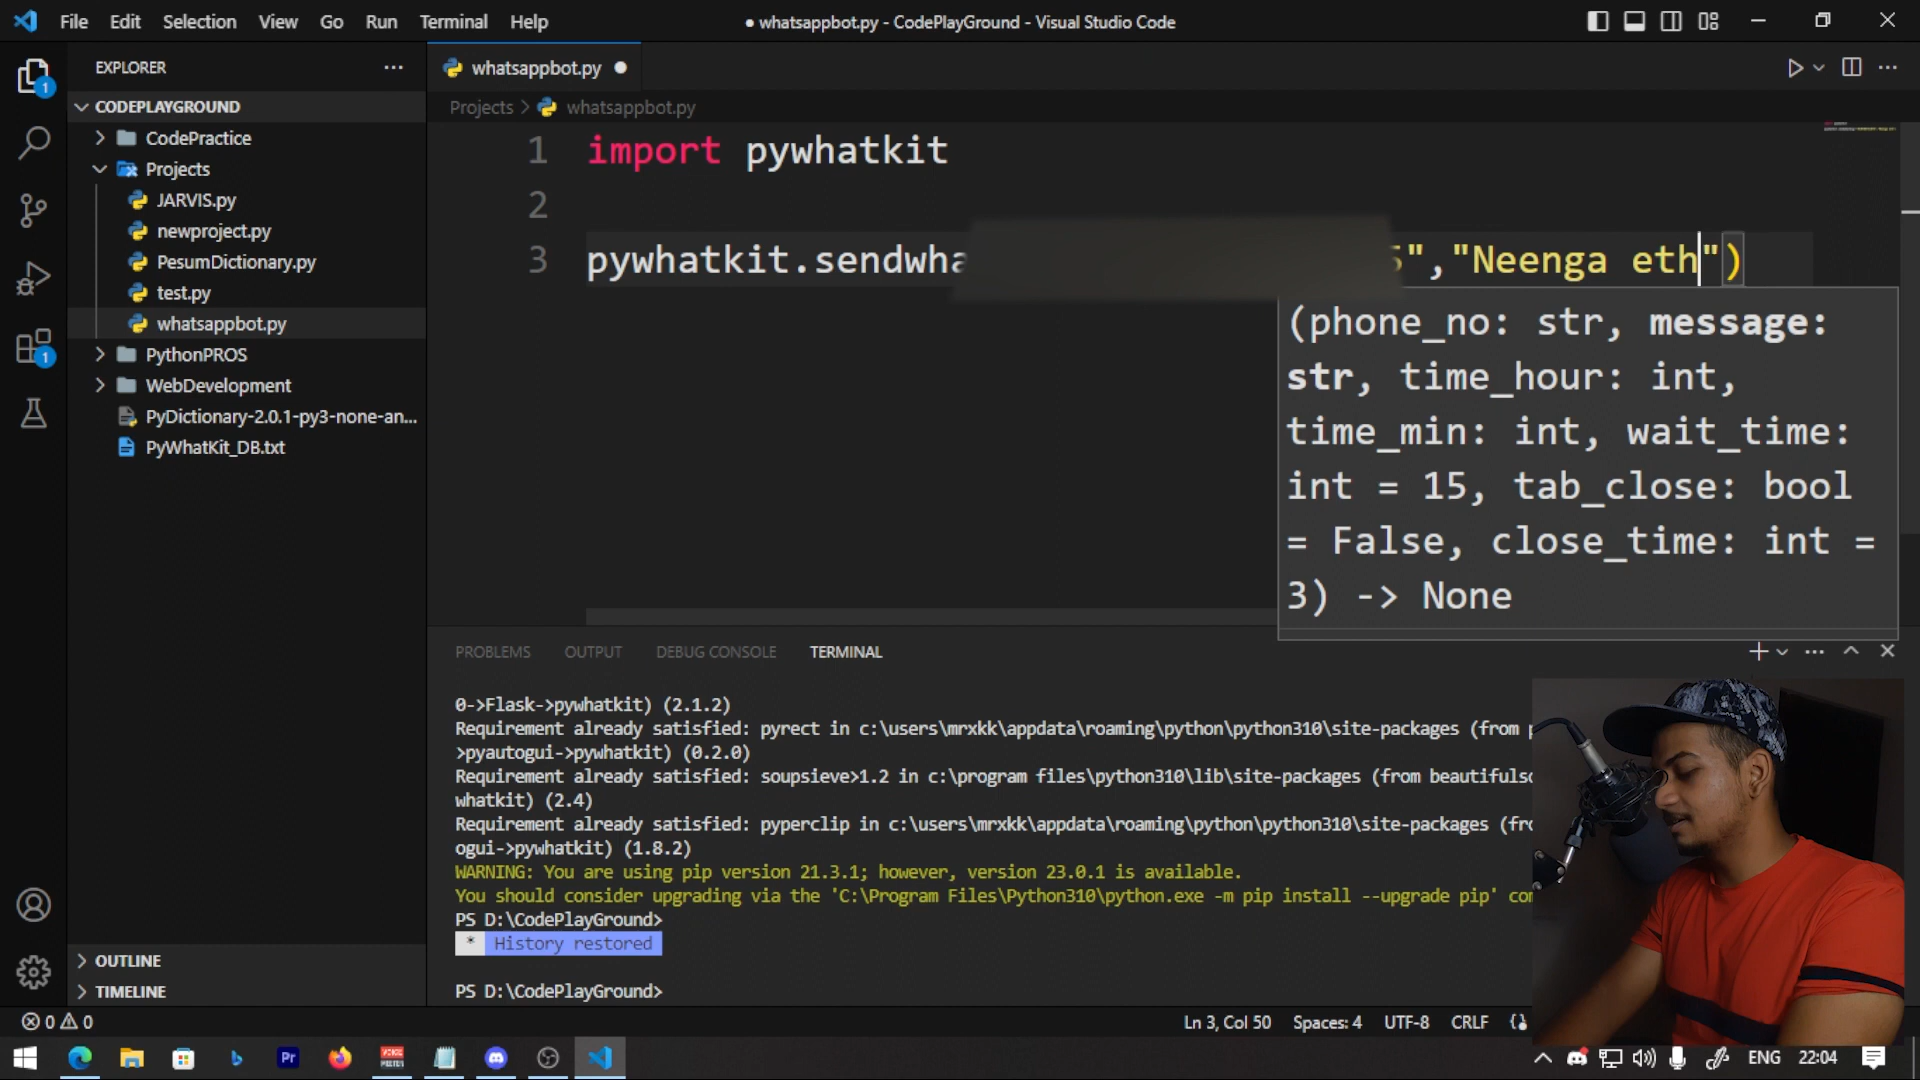 File Edit Selection View Go Run Terminal Help
● whatsappbot.py - CodePlayGround - Visual Studio Code
EXPLORER
1
CODEPLAYGROUND
CodePractice
Projects
JARVIS.py
newproject.py
PesumDictionary.py
test.py
whatsappbot.py
PythonPROS
WebDevelopment
PyDictionary-2.0.1-py3-none-an...
PyWhatKit_DB.txt
1
OUTLINE
TIMELINE
whatsappbot.py
Projects > whatsappbot.py
1 import pywhatkit
2
3 pywhatkit.sendwha 5","Neenga eth")
(phone_no: str, message:
str, time_hour: int,
time_min: int, wait_time:
int = 15, tab_close: bool
= False, close_time: int =
3) -> None
PROBLEMS OUTPUT DEBUG CONSOLE TERMINAL
0->Flask->pywhatkit) (2.1.2)
Requirement already satisfied: pyrect in c:\users\mrxkk\appdata\roaming\python\python310\site-packages (from p
>pyautogui->pywhatkit) (0.2.0)
Requirement already satisfied: soupsieve>1.2 in c:\program files\python310\lib\site-packages (from beautifulso
whatkit) (2.4)
Requirement already satisfied: pyperclip in c:\users\mrxkk\appdata\roaming\python\python310\site-packages (fro
ogui->pywhatkit) (1.8.2)
WARNING: You are using pip version 21.3.1; however, version 23.0.1 is available.
You should consider upgrading via the 'C:\Program Files\Python310\python.exe -m pip install --upgrade pip' com
PS D:\CodePlayGround>
* History restored
PS D:\CodePlayGround>
0 0
Ln 3, Col 50 Spaces: 4 UTF-8 CRLF
Pr
VOICE MEETER
ENG 22:04